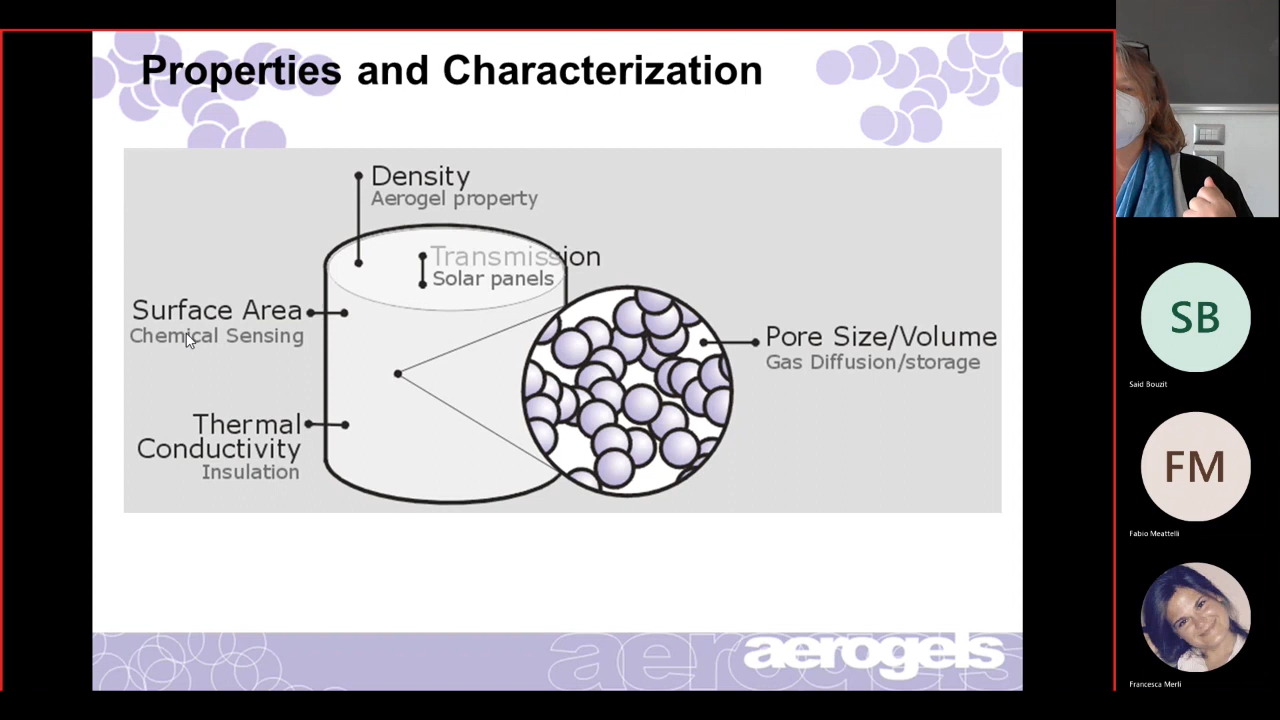 Properties and Characterization
Density
Aerogel property
Transmission
Solar panels
Surface Area
Chemical Sensing
Pore Size/Volume
Gas Diffusion/storage
Thermal
Conductivity
Insulation
aerogels
aerogels
SB
Said Bouzit
FM
Fabio Meattelli
Francesca Merli